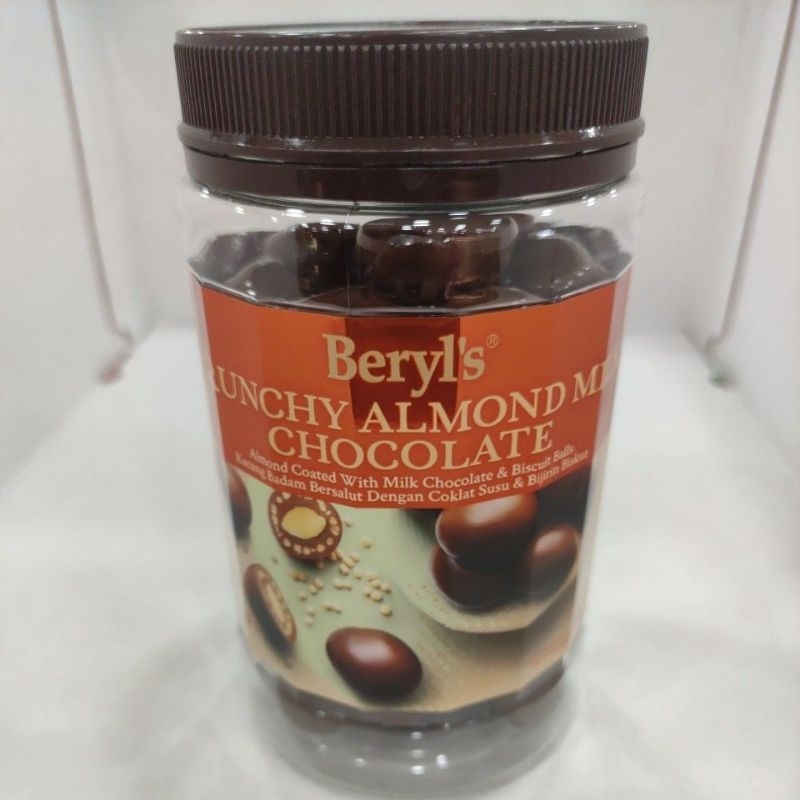 Beryl's®
RUNCHY ALMOND MI
CHOCOLATE
Almond Coated With Milk Chocolate & Biscuit Balls
Kacang Badam Bersalut Dengan Coklat Susu & Bijirin Biskut